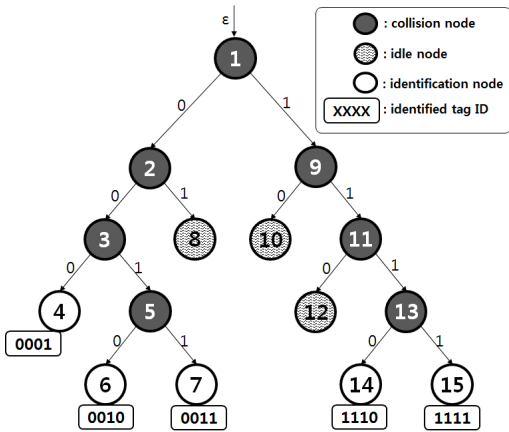 ε
: collision node
: idle node
: identification node
XXXX : identified tag ID
1
0 1
2 9
0 1 0 1
3 8 10 11
0 1 0 1
4 5 12 13
0001
0 1 0 1
6 7 14 15
0010 0011 1110 1111